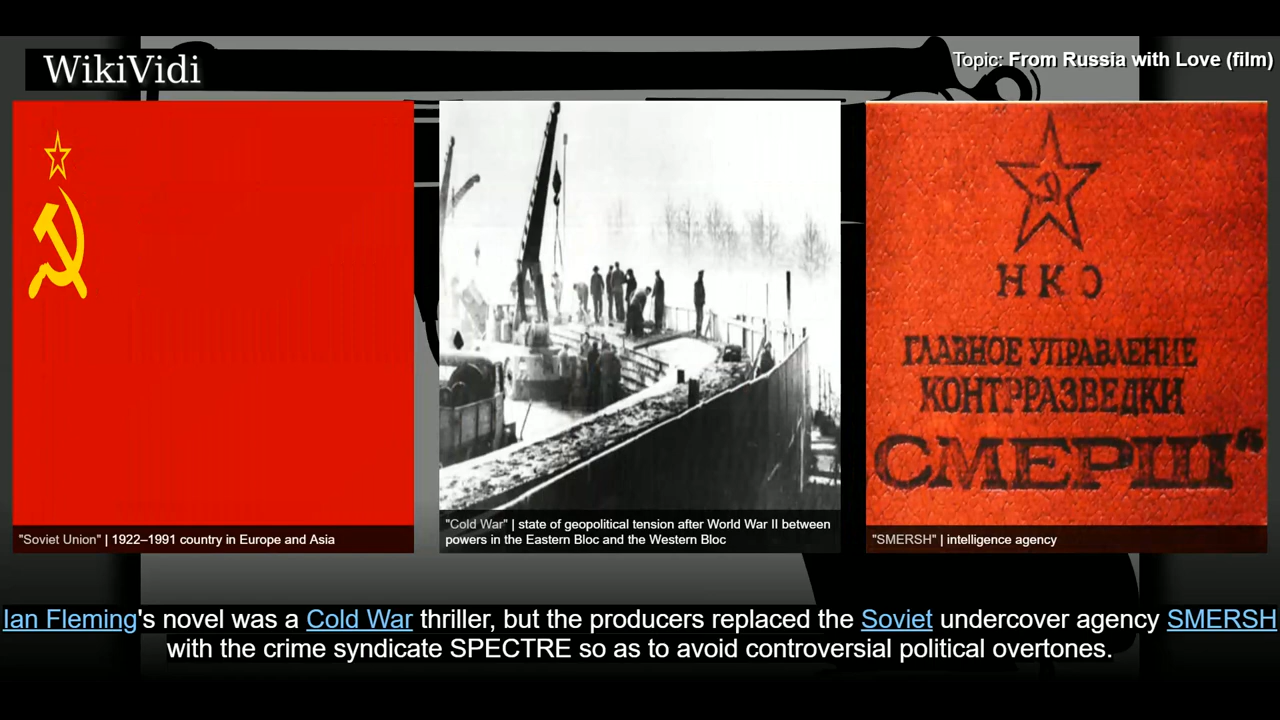 WikiVidi
Topic: From Russia with Love (film)
"Soviet Union" | 1922–1991 country in Europe and Asia
"Cold War" | state of geopolitical tension after World War II between
powers in the Eastern Bloc and the Western Bloc
НКО
ГЛАВНОЕ УПРАВЛЕНИЕ
КОНТРРАЗВЕДКИ
СМЕРШ"
"SMERSH" | intelligence agency
Ian Fleming's novel was a Cold War thriller, but the producers replaced the Soviet undercover agency SMERSH
with the crime syndicate SPECTRE so as to avoid controversial political overtones.